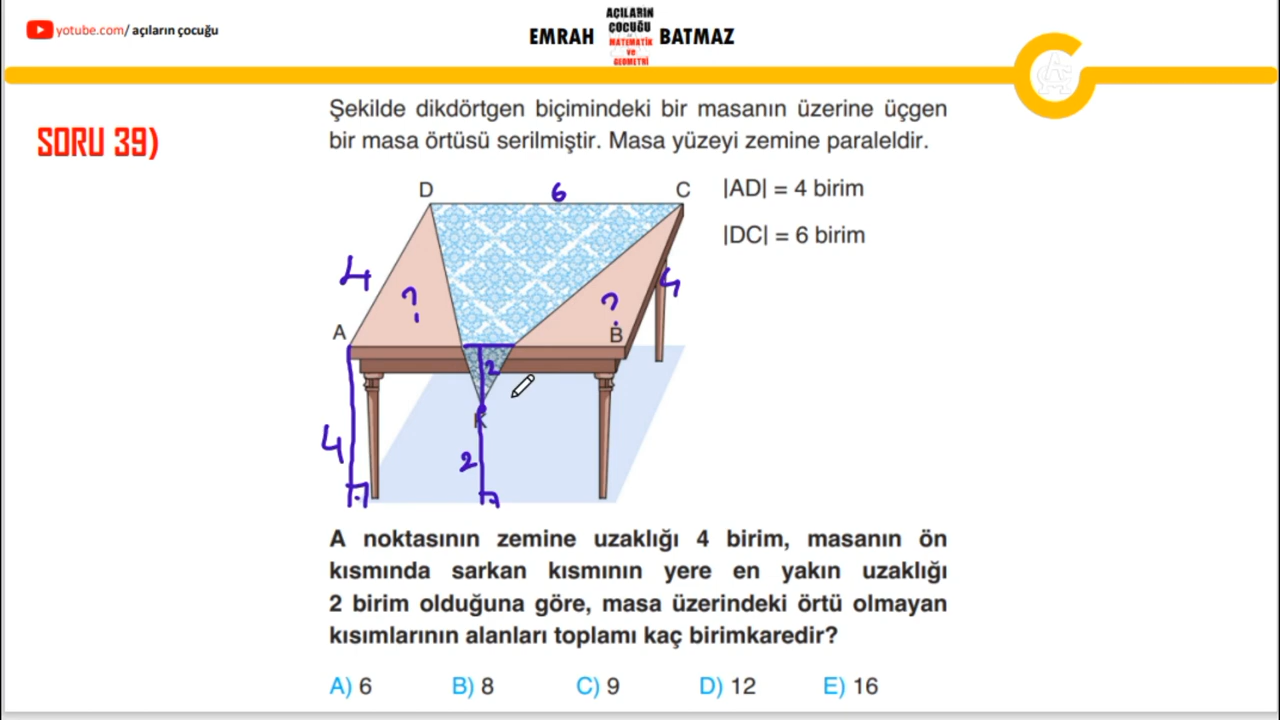 yotube.com/ açıların çocuğu
EMRAH
AÇILARIN
ÇOCUĞU
MATEMATİK
ve
GEOMETRİ
BATMAZ
SORU 39)
Şekilde dikdörtgen biçimindeki bir masanın üzerine üçgen
bir masa örtüsü serilmiştir. Masa yüzeyi zemine paraleldir.
D
6
C
|AD| = 4 birim
|DC| = 6 birim
4
?
?
4
A
B
2
K
4
2
A noktasının zemine uzaklığı 4 birim, masanın ön
kısmında sarkan kısmının yere en yakın uzaklığı
2 birim olduğuna göre, masa üzerindeki örtü olmayan
kısımlarının alanları toplamı kaç birimkaredir?
A) 6 B) 8 C) 9 D) 12 E) 16